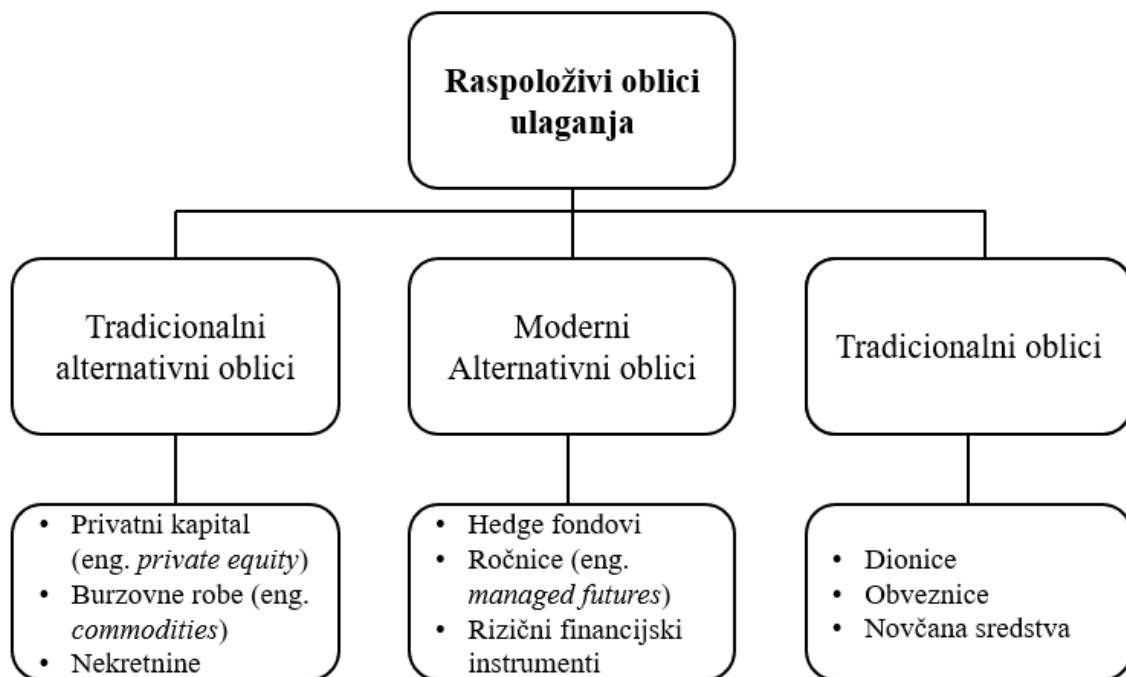 Raspoloživi oblici
ulaganja
Tradicionalni
alternativni oblici
Moderni
Alternativni oblici
Tradicionalni oblici
• Privatni kapital
(eng. private equity)
• Burzovne robe (eng.
commodities)
• Nekretnine
• Hedge fondovi
• Ročnice (eng.
managed futures)
• Rizični financijski
instrumenti
• Dionice
• Obveznice
• Novčana sredstva